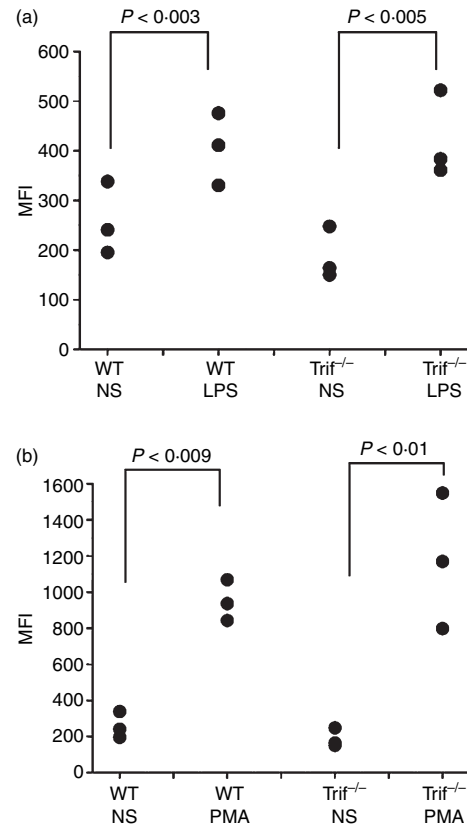 (a)
P < 0·003
P < 0·005
600
500
400
300
200
100
0
MFI
WT
NS
WT
LPS
Trif–/–
NS
Trif–/–
LPS
(b)
P < 0·009
P < 0·01
1600
1400
1200
1000
800
600
400
200
0
MFI
WT
NS
WT
PMA
Trif–/–
NS
Trif–/–
PMA